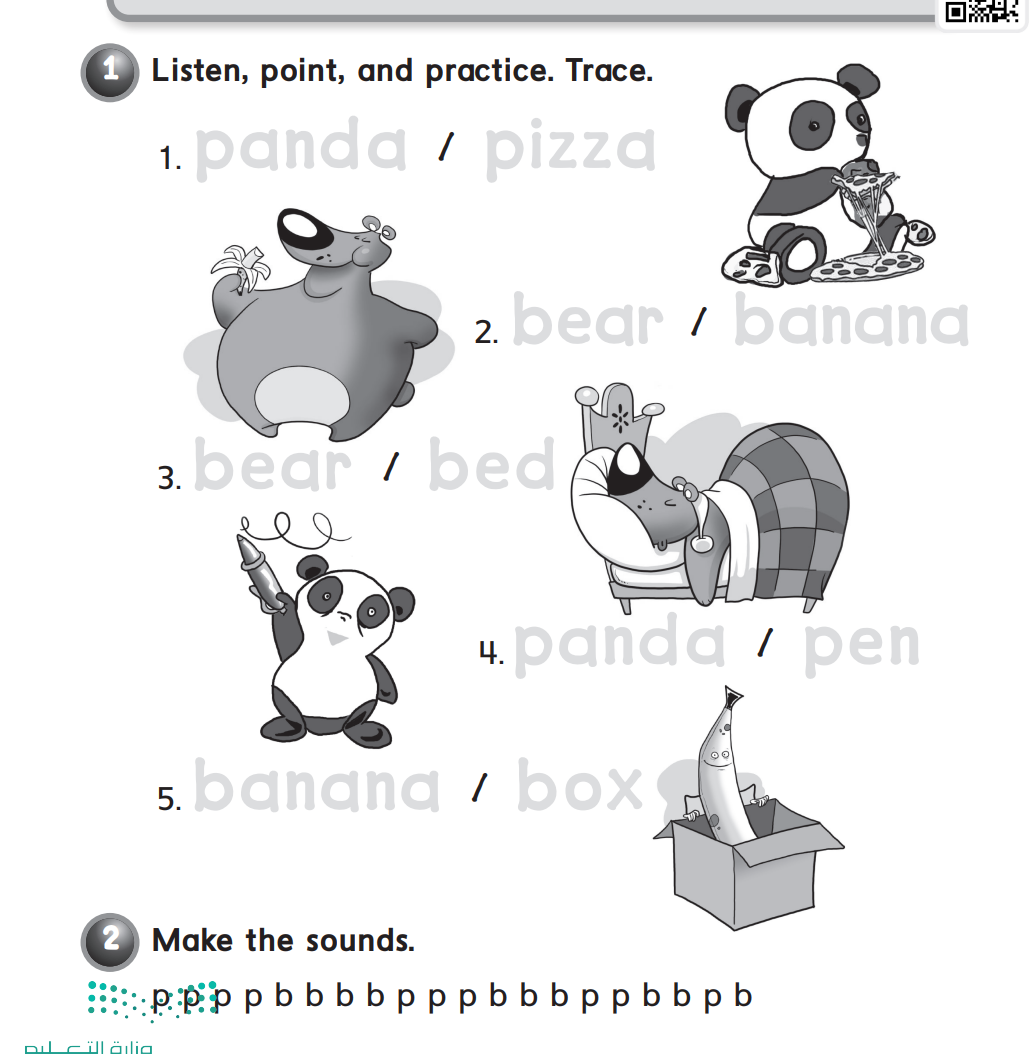 1 Listen, point, and practice. Trace.
1. panda / pizza
2. bear / banana
3. bear / bed
4. panda / pen
5. banana / box
2 Make the sounds.
p p p p b b b b p p p b b b p p b b p b
وزارة التعليم